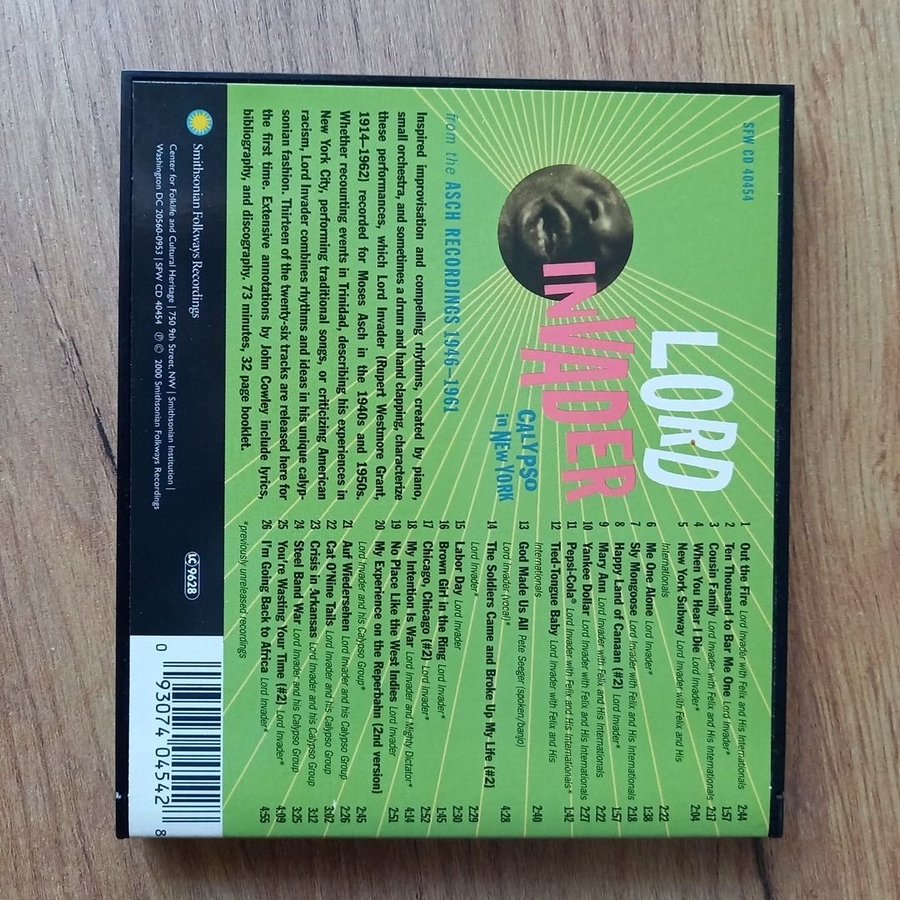 SFW CD 40454
LORD
INVADER
CALYPSO
in NEW YORK
from the ASCH RECORDINGS 1946–1961
Inspired improvisation and compelling rhythms, created by piano,
small orchestra, and sometimes a drum and hand clapping, characterize
these performances, which Lord Invader (Rupert Westmore Grant,
1914–1962) recorded for Moses Asch in the 1940s and 1950s.
Whether recounting events in Trinidad, describing his experiences in
New York City, performing traditional songs, or criticizing American
racism, Lord Invader combines rhythms and ideas in his unique calyp-
sonian fashion. Thirteen of the twenty-six tracks are released here for
the first time. Extensive annotations by John Cowley include lyrics,
bibliography, and discography. 73 minutes, 32 page booklet.
1 Out the Fire Lord Invader with Felix and His Internationals 2:44
2 Ten Thousand to Bar Me One Lord Invader* 1:57
3 Cousin Family Lord Invader with Felix and His Internationals 2:17
4 When You Hear I Die Lord Invader* 2:04
5 New York Subway Lord Invader with Felix and His
Internationals 2:22
6 Me One Alone Lord Invader* 1:38
7 Sly Mongoose Lord Invader with Felix and His Internationals 2:18
8 Happy Land of Canaan (#2) Lord Invader* 1:57
9 Mary Ann Lord Invader with Felix and His Internationals 2:22
10 Yankee Dollar Lord Invader with Felix and His Internationals 2:27
11 Pepsi-Cola® Lord Invader with Felix and His Internationals* 1:42
12 Tied-Tongue Baby Lord Invader with Felix and His
Internationals 2:40
13 God Made Us All Pete Seeger (spoken/banjo)
Lord Invader (vocal)* 4:28
14 The Soldiers Came and Broke Up My Life (#2)
Lord Invader* 2:29
15 Labor Day Lord Invader 2:30
16 Brown Girl in the Ring Lord Invader* 1:45
17 Chicago, Chicago (#2) Lord Invader* 2:52
18 My Intention Is War Lord Invader and Mighty Dictator* 4:14
19 No Place Like the West Indies Lord Invader 2:51
20 My Experience on the Reperbahn (2nd version)
Lord Invader and his Calypso Group* 2:45
21 Auf Wiedersehen Lord Invader and his Calypso Group 2:26
22 Cat O'Nine Tails Lord Invader and his Calypso Group 3:02
23 Crisis in Arkansas Lord Invader and his Calypso Group 3:12
24 Steel Band War Lord Invader and his Calypso Group 3:25
25 You're Wasting Your Time (#2) Lord Invader* 4:09
26 I'm Going Back to Africa Lord Invader* 4:55
*previously unreleased recordings
Smithsonian Folkways Recordings
Center for Folklife and Cultural Heritage | 750 9th Street, NW | Smithsonian Institution |
Washington DC 20560-0953 | SFW CD 40454 ℗ © 2000 Smithsonian Folkways Recordings
LC 9628
0 93074 04542 8